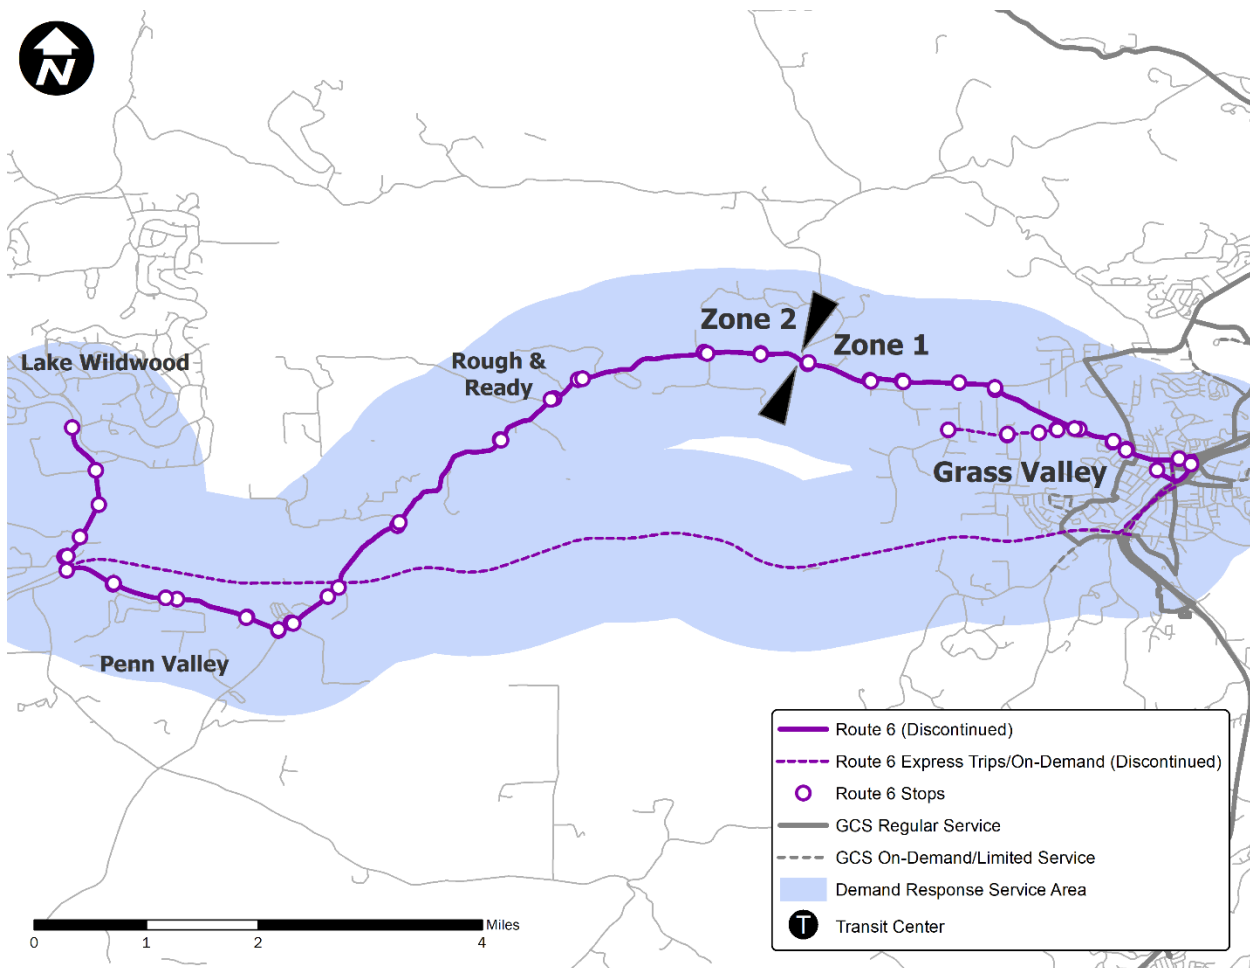 N
Zone 2
Zone 1
Lake Wildwood
Rough &
Ready
Grass Valley
Penn Valley
Route 6 (Discontinued)
Route 6 Express Trips/On-Demand (Discontinued)
Route 6 Stops
GCS Regular Service
GCS On-Demand/Limited Service
Demand Response Service Area
T Transit Center
Miles
0 1 2 4